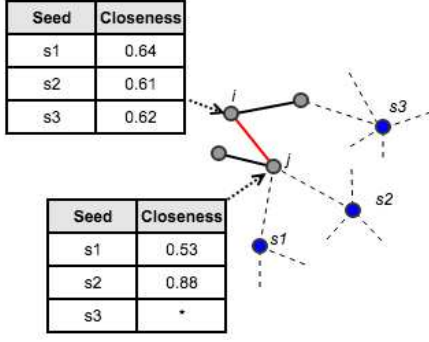 Seed Closeness
s1 0.64
s2 0.61
s3 0.62
i
s3
j
s2
s1
Seed Closeness
s1 0.53
s2 0.88
s3 *